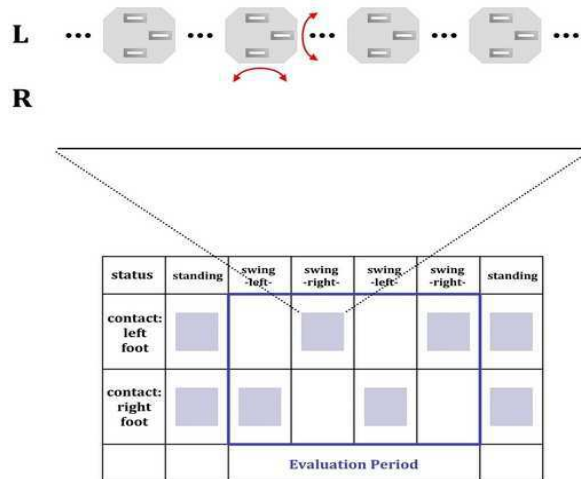 L
R
status standing swing -left- swing -right- swing -left- swing -right- standing
contact: left foot
contact: right foot
Evaluation Period